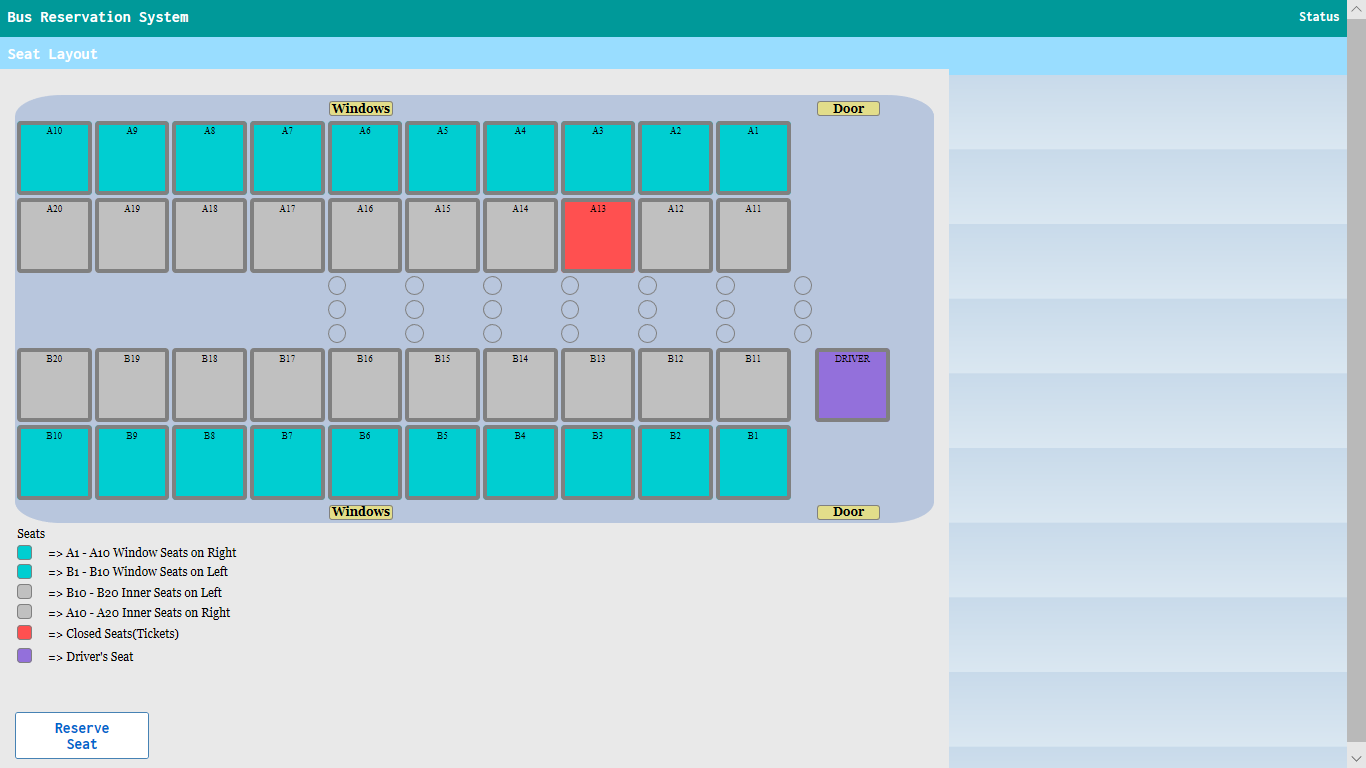 Bus Reservation System Status
Seat Layout
Windows Door
A10 A9 A8 A7 A6 A5 A4 A3 A2 A1
A20 A19 A18 A17 A16 A15 A14 A13 A12 A11
B20 B19 B18 B17 B16 B15 B14 B13 B12 B11 DRIVER
B10 B9 B8 B7 B6 B5 B4 B3 B2 B1
Windows Door
Seats
=> A1 - A10 Window Seats on Right
=> B1 - B10 Window Seats on Left
=> B10 - B20 Inner Seats on Left
=> A10 - A20 Inner Seats on Right
=> Closed Seats(Tickets)
=> Driver's Seat
Reserve
Seat